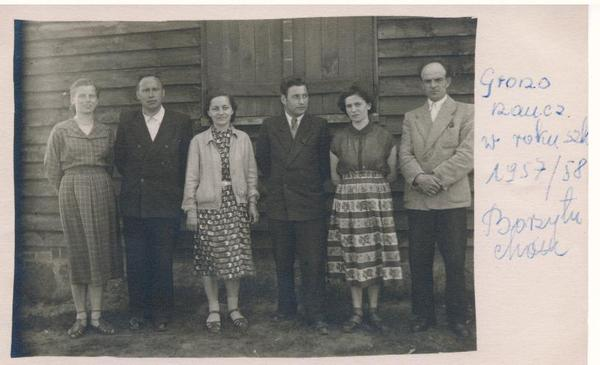 Grono
naucz.
w roku szk
1957/58
Borzytu
chom